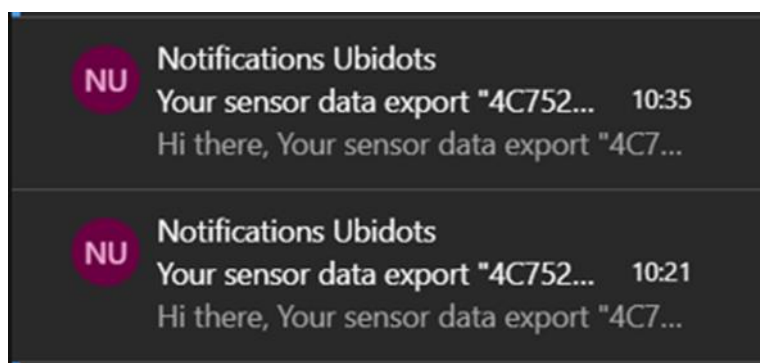 NU
Notifications Ubidots
Your sensor data export "4C752... 10:35
Hi there, Your sensor data export "4C7...
NU
Notifications Ubidots
Your sensor data export "4C752... 10:21
Hi there, Your sensor data export "4C7...